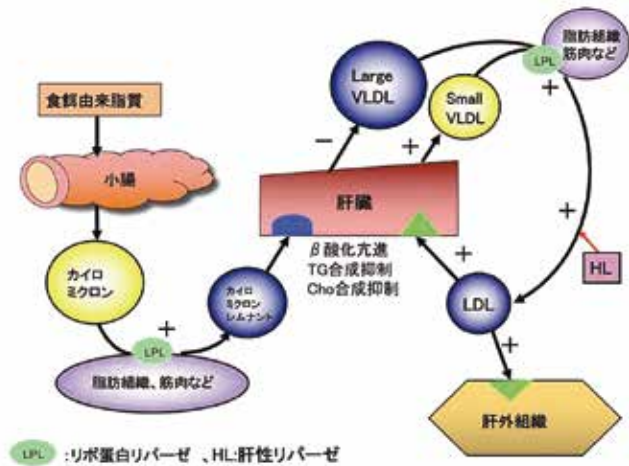 食餌由来脂質
小腸
カイロ
ミクロン
+
LPL
脂肪組織、筋肉など
カイロ
ミクロン
レムナント
Large
VLDL
Small
VLDL
脂肪組織
筋肉など
LPL
+
−
+
肝臓
β酸化亢進
TG合成抑制
Cho合成抑制
+
+
HL
LDL
+
肝外組織
LPL :リポ蛋白リパーゼ 、HL:肝性リパーゼ